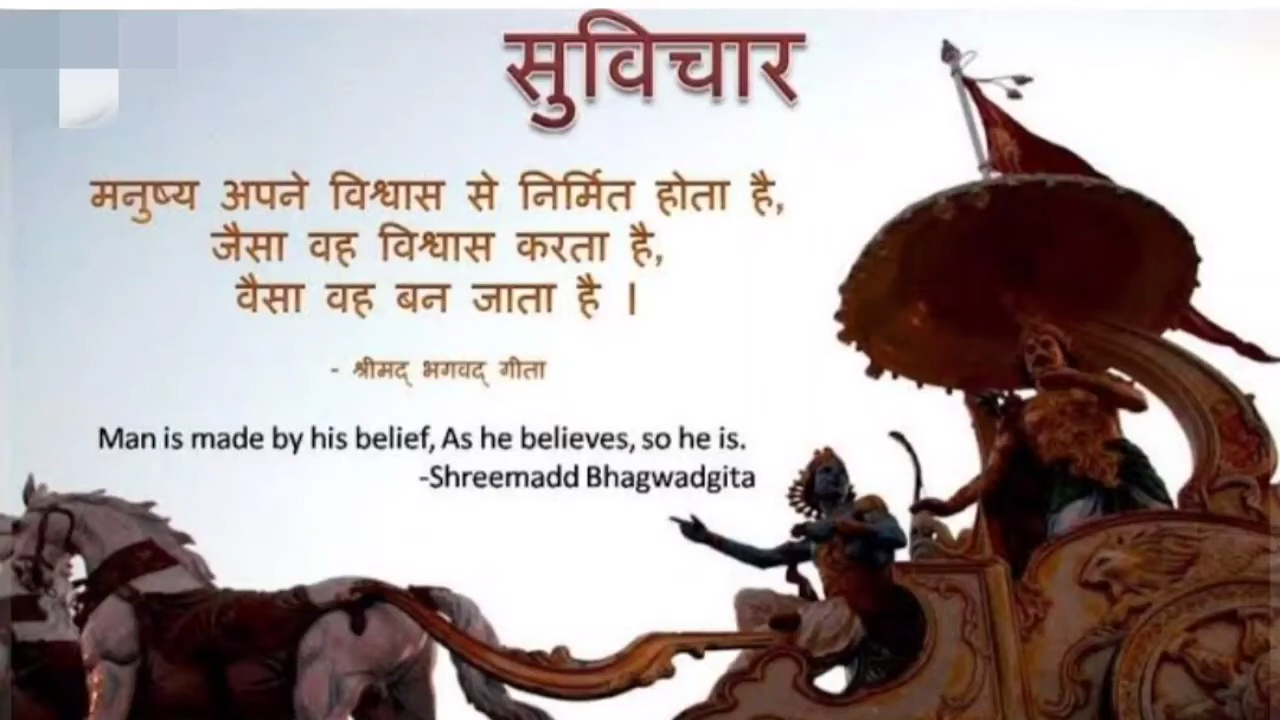 सुविचार
मनुष्य अपने विश्वास से निर्मित होता है,
जैसा वह विश्वास करता है,
वैसा वह बन जाता है ।
- श्रीमद् भगवद् गीता
Man is made by his belief, As he believes, so he is.
-Shreemadd Bhagwadgita